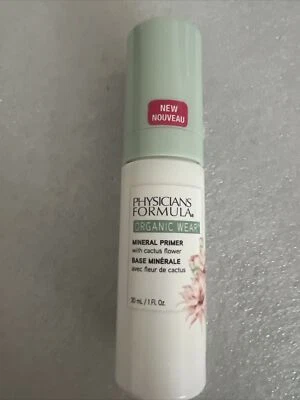 NEW
NOUVEAU
PHYSICIANS
FORMULA®
ORGANIC WEAR®
MINERAL PRIMER
with cactus flower
BASE MINÉRALE
avec fleur de cactus
30 mL / 1 Fl. Oz.